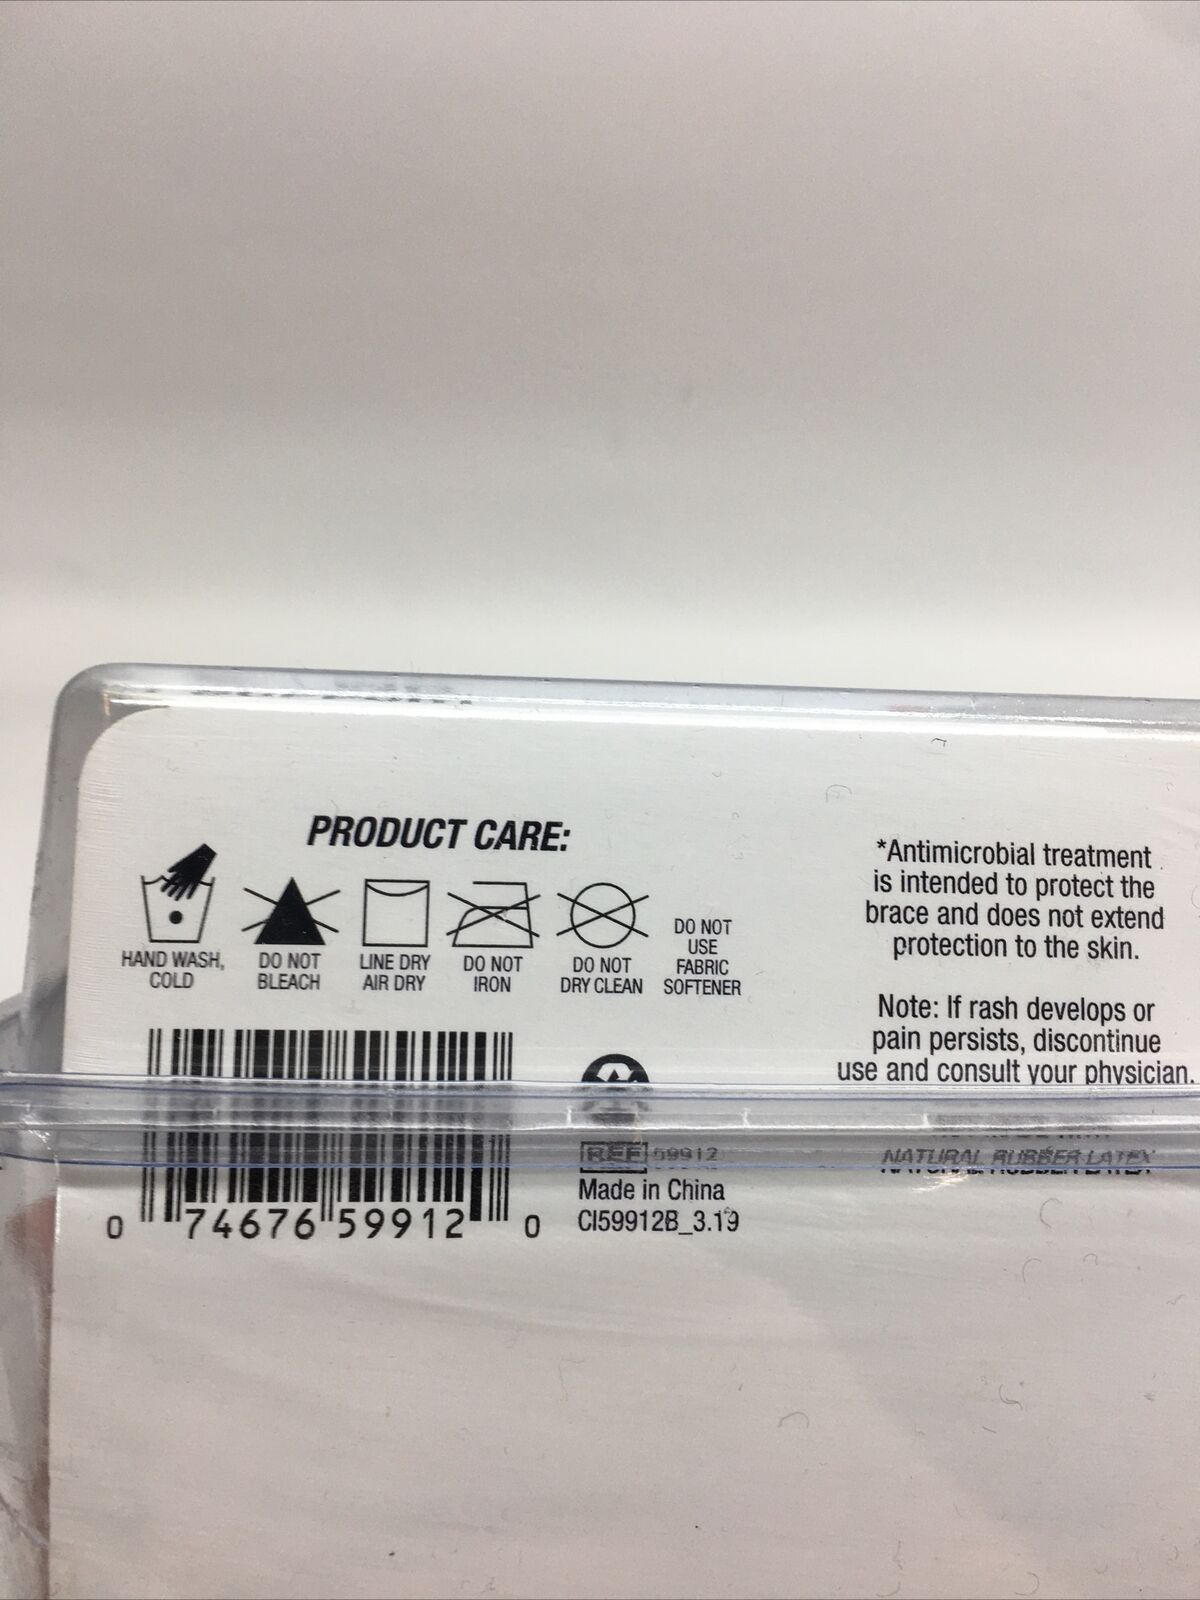 PRODUCT CARE:
HAND WASH,
COLD
DO NOT
BLEACH
LINE DRY
AIR DRY
DO NOT
IRON
DO NOT
DRY CLEAN
DO NOT
USE
FABRIC
SOFTENER
0 74676 59912 0
REF 59912
Made in China
CI59912B_3.19
*Antimicrobial treatment
is intended to protect the
brace and does not extend
protection to the skin.
Note: If rash develops or
pain persists, discontinue
use and consult your physician.
NATURAL RUBBER LATEX